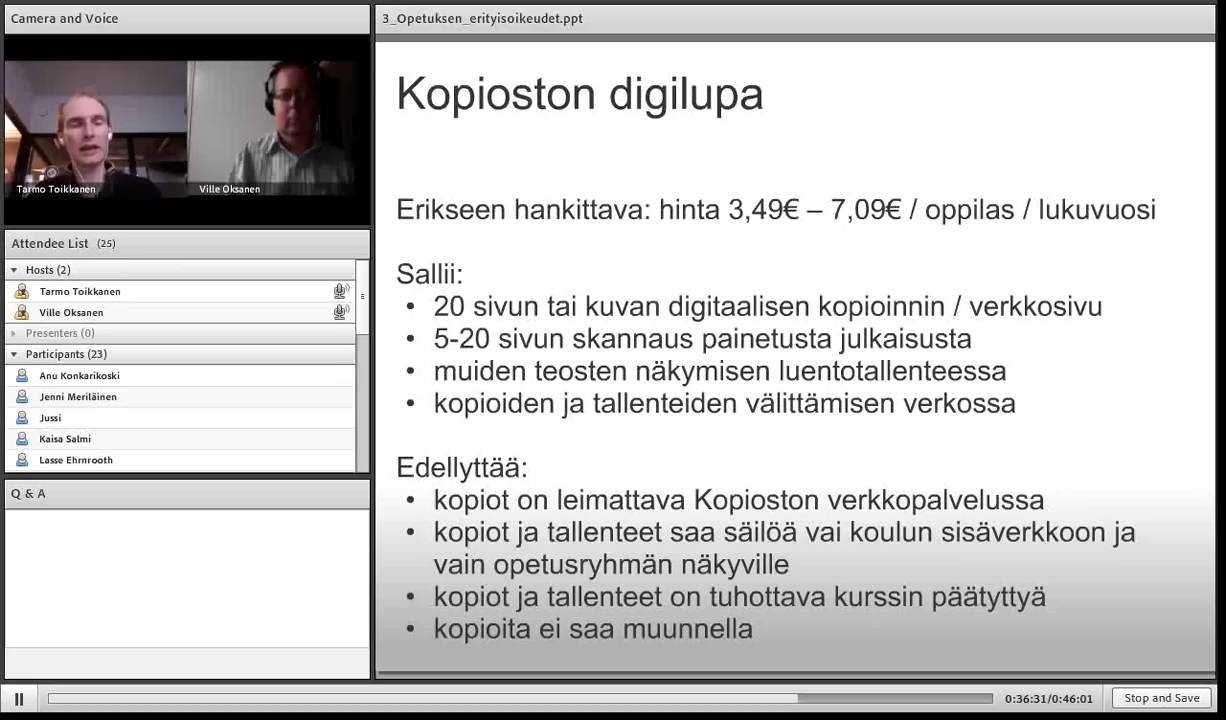 Camera and Voice
Tarmo Toikkanen
Ville Oksanen
Attendee List (25)
Hosts (2)
Tarmo Toikkanen
Ville Oksanen
Presenters (0)
Participants (23)
Anu Konkarikoski
Jenni Meriläinen
Jussi
Kaisa Salmi
Lasse Ehrnrooth
Q & A
3_Opetuksen_erityisoikeudet.ppt
Kopioston digilupa
Erikseen hankittava: hinta 3,49€ – 7,09€ / oppilas / lukuvuosi
Sallii:
• 20 sivun tai kuvan digitaalisen kopioinnin / verkkosivu
• 5-20 sivun skannaus painetusta julkaisusta
• muiden teosten näkymisen luentotallenteessa
• kopioiden ja tallenteiden välittämisen verkossa
Edellyttää:
• kopiot on leimattava Kopioston verkkopalvelussa
• kopiot ja tallenteet saa säilöä vai koulun sisäverkkoon ja
vain opetusryhmän näkyville
• kopiot ja tallenteet on tuhottava kurssin päätyttyä
• kopioita ei saa muunnella
0:36:31/0:46:01
Stop and Save